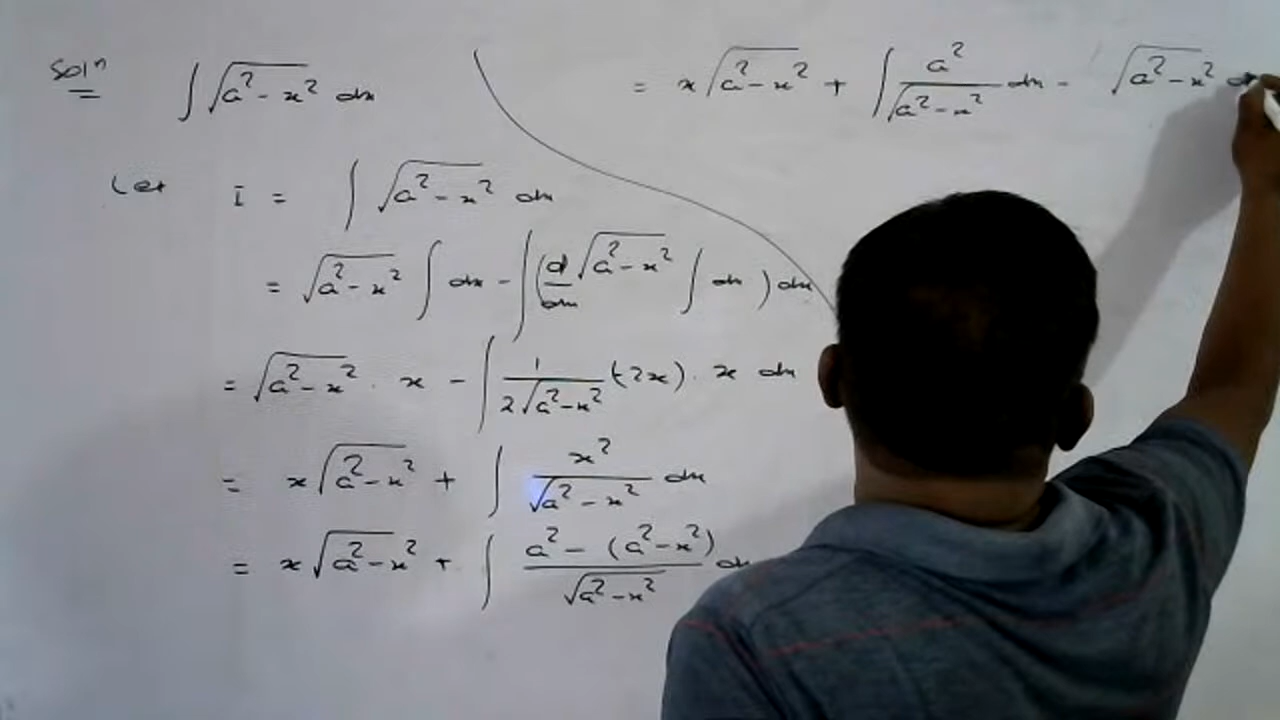 Soln ∫ √(a² - x²) dx
Let I = ∫ √(a² - x²) dx
= √(a² - x²) ∫ dx - ∫ (d/dx √(a² - x²) ∫ dx) dx
= √(a² - x²) · x - ∫ 1/(2√(a² - x²)) (-2x) · x dx
= x √(a² - x²) + ∫ x²/√(a² - x²) dx
= x √(a² - x²) + ∫ (a² - (a² - x²))/√(a² - x²) dx
= x √(a² - x²) + ∫ a²/√(a² - x²) dx - √(a² - x²)